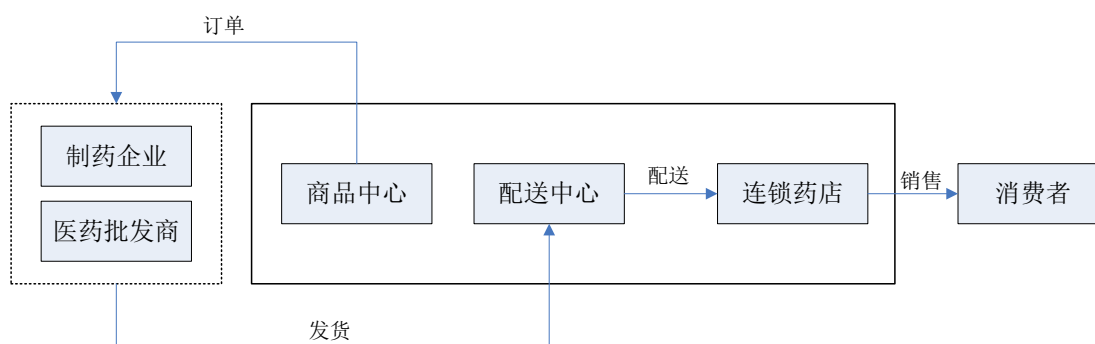 订单
制药企业
医药批发商
商品中心
配送中心
配送
连锁药店
销售
消费者
发货